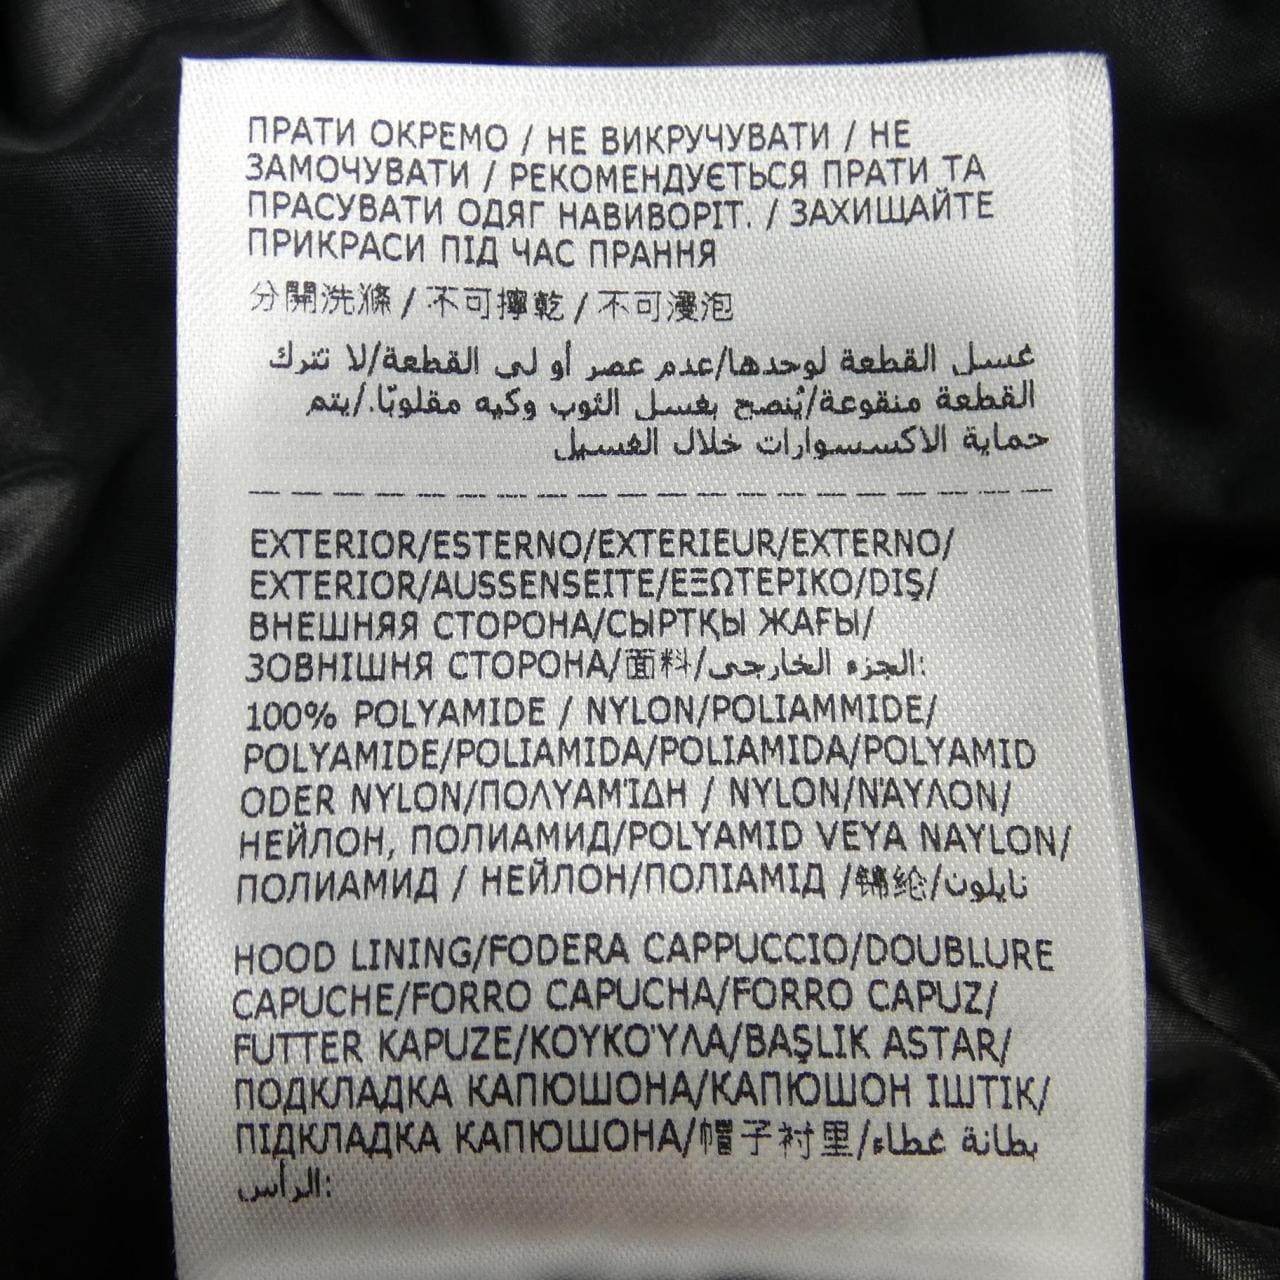 ПРАТИ ОКРЕМО / НЕ ВИКРУЧУВАТИ / НЕ
ЗАМОЧУВАТИ / РЕКОМЕНДУЄТЬСЯ ПРАТИ ТА
ПРАСУВАТИ ОДЯГ НАВИВОРІТ. / ЗАХИЩАЙТЕ
ПРИКРАСИ ПІД ЧАС ПРАННЯ
分開洗滌 / 不可擰乾 / 不可浸泡
غسل القطعة لوحدها/عدم عصر أو لى القطعة/لا تترك
القطعة منقوعة/يُنصح بغسل الثوب وكيه مقلوبًا./يتم
حماية الاكسسوارات خلال الغسيل
EXTERIOR/ESTERNO/EXTERIEUR/EXTERNO/
EXTERIOR/AUSSENSEITE/ΕΞΩΤΕΡΙΚΟ/DIŞ/
ВНЕШНЯЯ СТОРОНА/СЫРТҚЫ ЖАҒЫ/
ЗОВНІШНЯ СТОРОНА/面料/الجزء الخارجى:
100% POLYAMIDE / NYLON/POLIAMMIDE/
POLYAMIDE/POLIAMIDA/POLIAMIDA/POLYAMID
ODER NYLON/ΠΟΛΥΑΜΊΔΗ / NYLON/ΝΆΥΛΟΝ/
НЕЙЛОН, ПОЛИАМИД/POLYAMID VEYA NAYLON/
ПОЛИАМИД / НЕЙЛОН/ПОЛІАМІД /锦纶/نايلون
HOOD LINING/FODERA CAPPUCCIO/DOUBLURE
CAPUCHE/FORRO CAPUCHA/FORRO CAPUZ/
FUTTER KAPUZE/ΚΟΥΚΟΎΛΑ/BAŞLIK ASTAR/
ПОДКЛАДКА КАПЮШОНА/КАПЮШОН ІШТІК/
ПІДКЛАДКА КАПЮШОНА/帽子衬里/بطانة غطاء
الرأس: